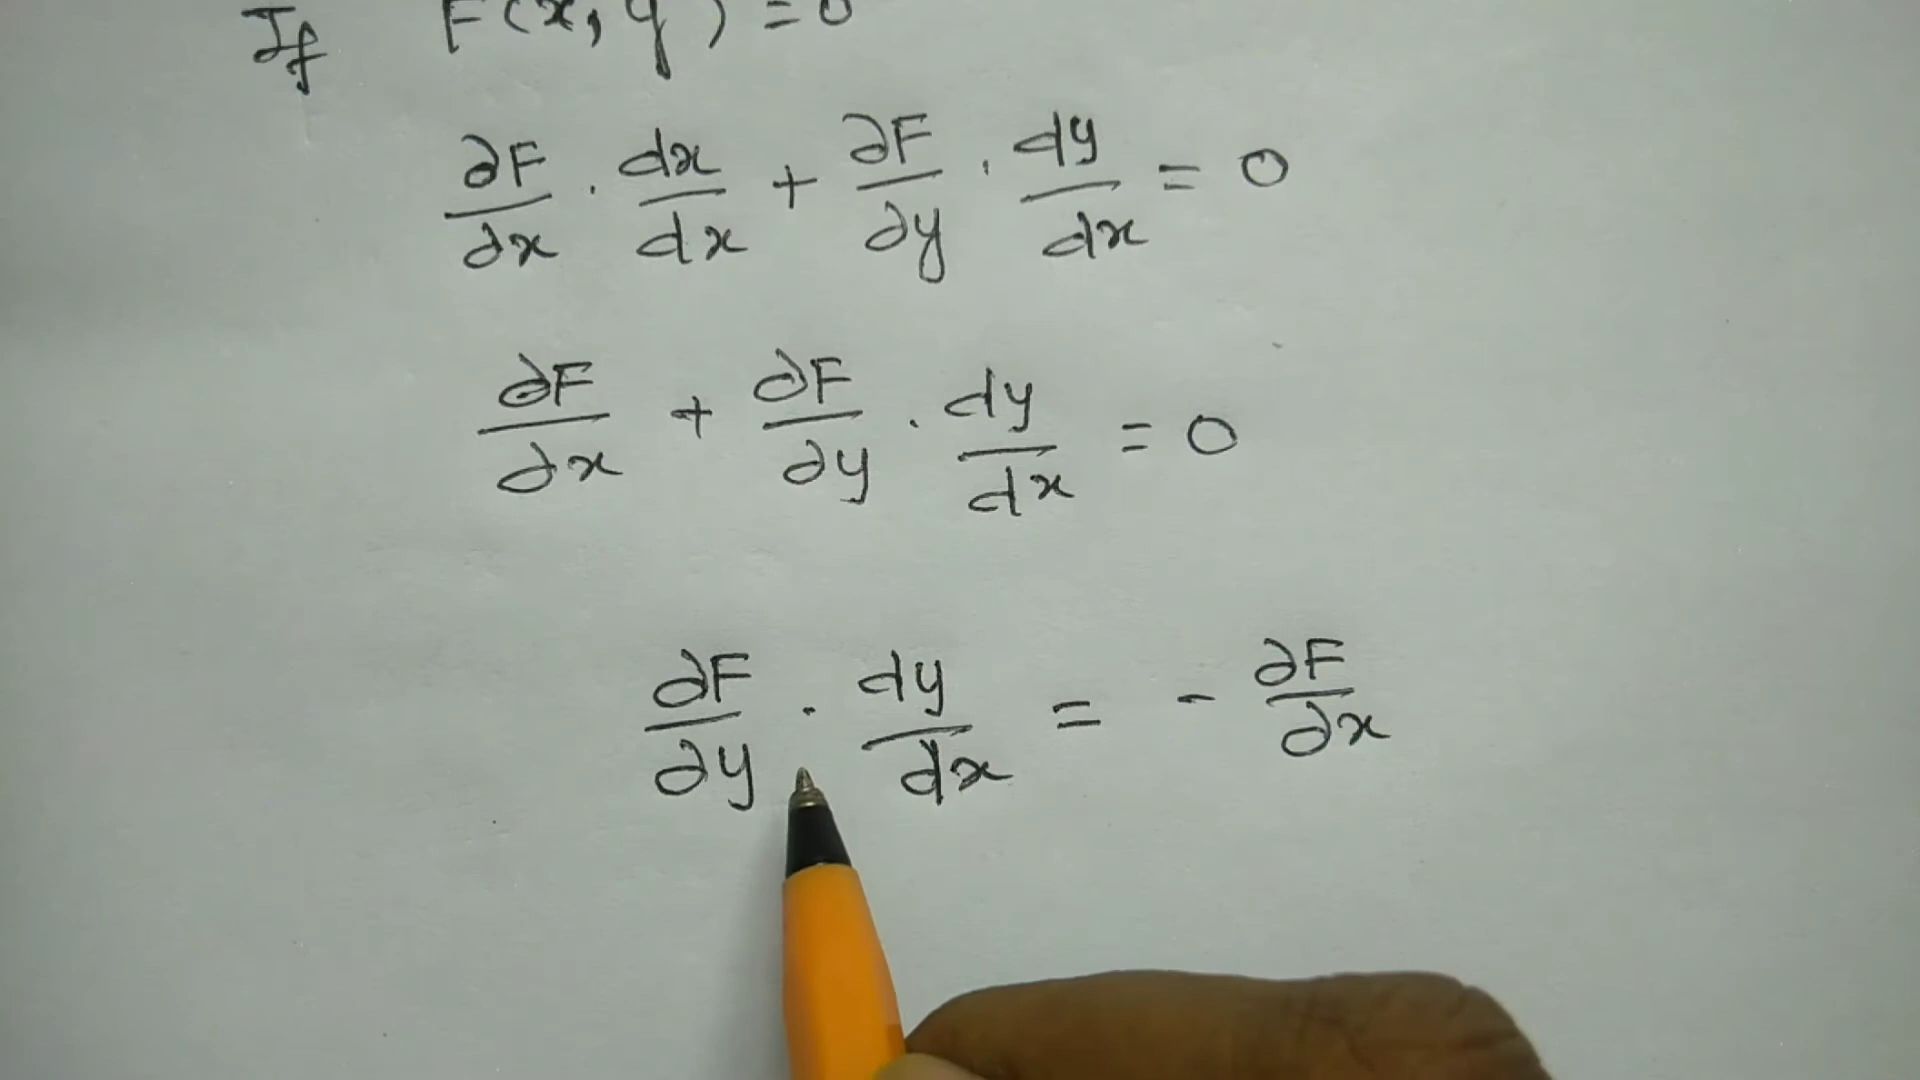 If F(x, y) = 0
∂F/∂x · dx/dx + ∂F/∂y · dy/dx = 0
∂F/∂x + ∂F/∂y · dy/dx = 0
∂F/∂y · dy/dx = - ∂F/∂x